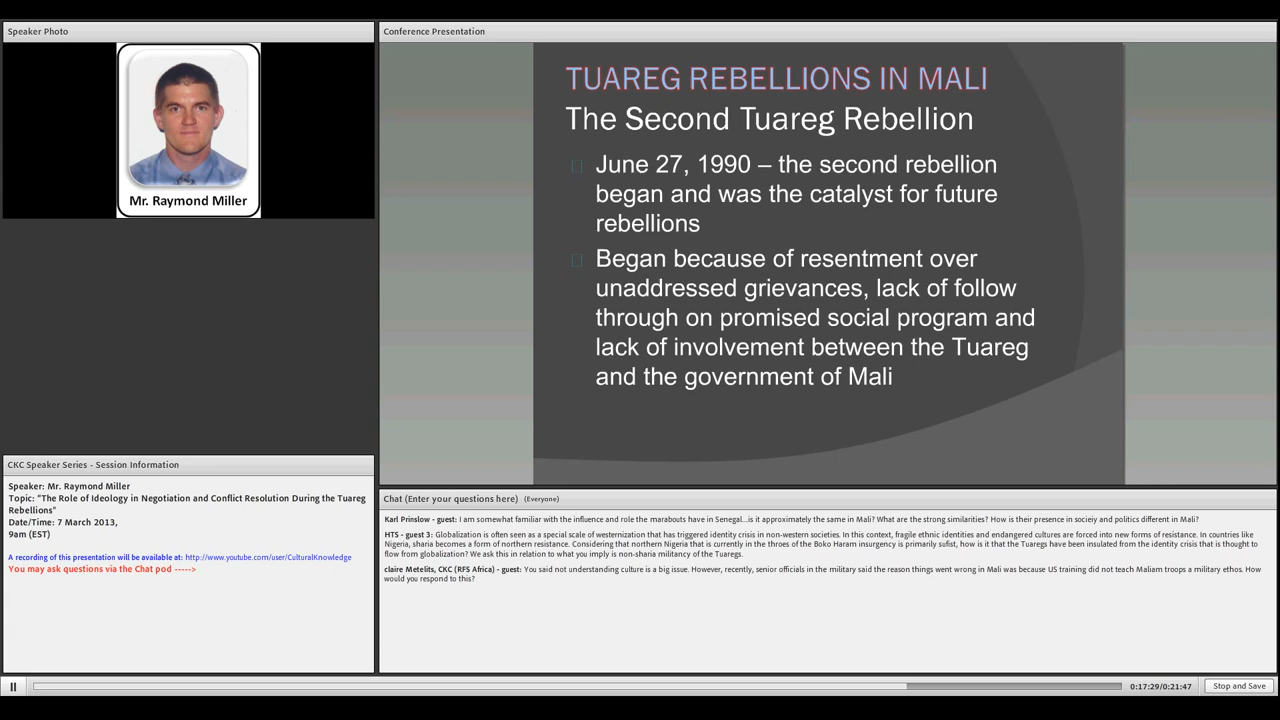 Speaker Photo
Mr. Raymond Miller
CKC Speaker Series - Session Information
Speaker: Mr. Raymond Miller
Topic: "The Role of Ideology in Negotiation and Conflict Resolution During the Tuareg
Rebellions"
Date/Time: 7 March 2013,
9am (EST)
A recording of this presentation will be available at: http://www.youtube.com/user/CulturalKnowledge
You may ask questions via the Chat pod ----->
Conference Presentation
TUAREG REBELLIONS IN MALI
The Second Tuareg Rebellion
June 27, 1990 – the second rebellion
began and was the catalyst for future
rebellions
Began because of resentment over
unaddressed grievances, lack of follow
through on promised social program and
lack of involvement between the Tuareg
and the government of Mali
Chat (Enter your questions here) (Everyone)
Karl Prinslow - guest: I am somewhat familiar with the influence and role the marabouts have in Senegal...is it approximately the same in Mali? What are the strong similarities? How is their presence in socieiy and politics different in Mali?
HTS - guest 3: Globalization is often seen as a special scale of westernization that has triggered identity crisis in non-western societies. In this context, fragile ethnic identities and endangered cultures are forced into new forms of resistance. In countries like
Nigeria, sharia becomes a form of northern resistance. Considering that northern Nigeria that is currently in the throes of the Boko Haram insurgency is primarily sufist, how is it that the Tuaregs have been insulated from the identity crisis that is thought to
flow from globalization? We ask this in relation to what you imply is non-sharia militancy of the Tuaregs.
claire Metelits, CKC (RFS Africa) - guest: You said not understanding culture is a big issue. However, recently, senior officials in the military said the reason things went wrong in Mali was because US training did not teach Maliam troops a military ethos. How
would you respond to this?
0:17:29/0:21:47
Stop and Save